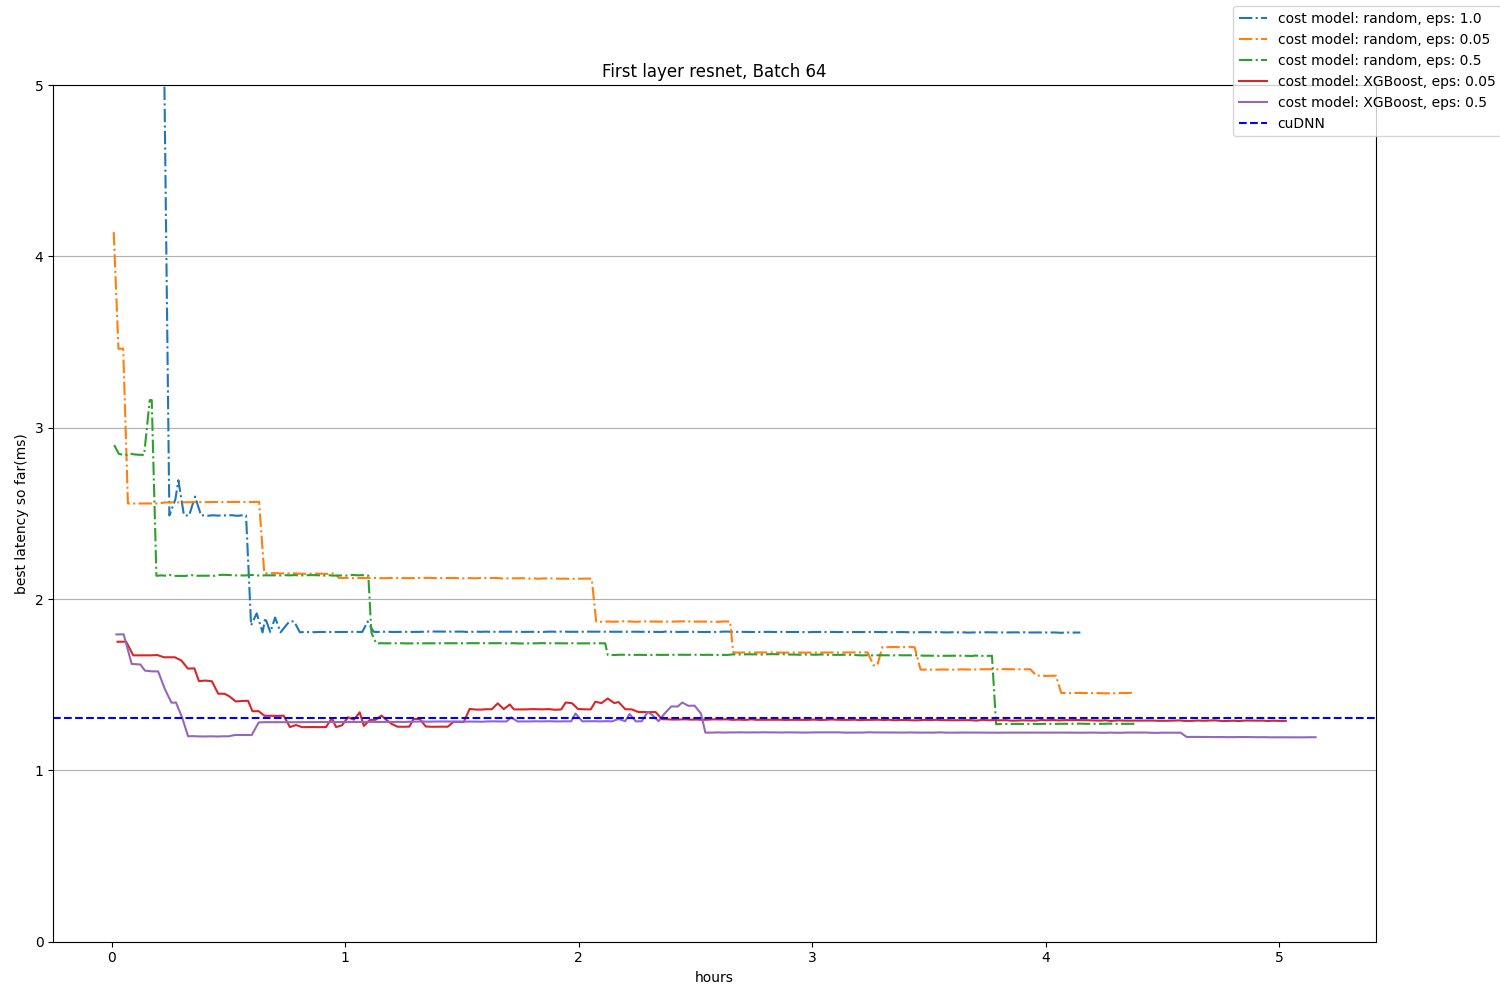 cost model: random, eps: 1.0
cost model: random, eps: 0.05
cost model: random, eps: 0.5
cost model: XGBoost, eps: 0.05
cost model: XGBoost, eps: 0.5
cuDNN
First layer resnet, Batch 64
5
4
3
2
1
0
best latency so far(ms)
0 1 2 3 4 5
hours